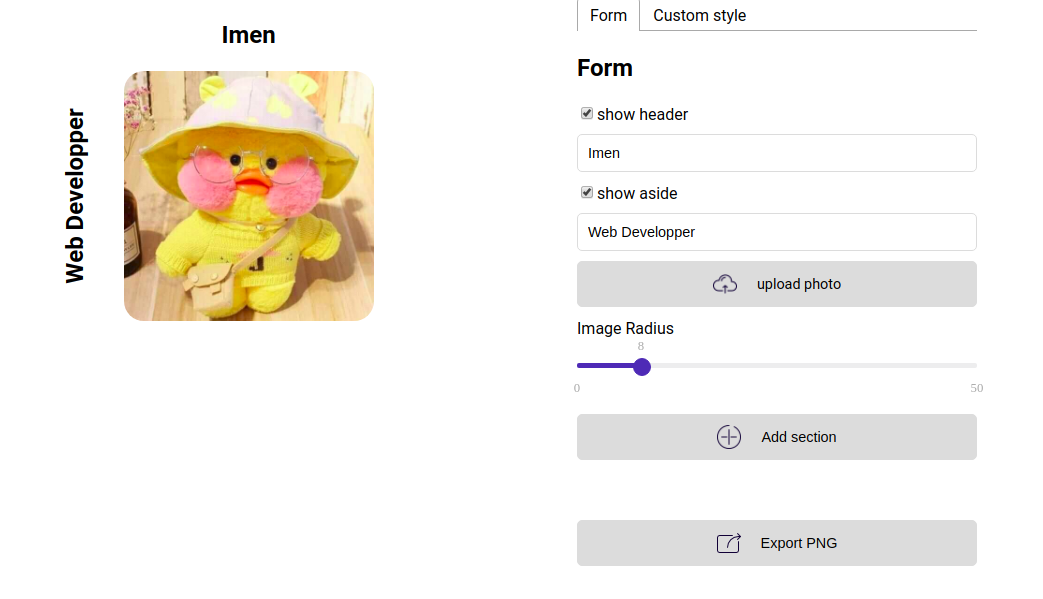 Imen
Web Developper
Form
Custom style
Form
show header
Imen
show aside
Web Developper
upload photo
Image Radius
8
0
50
Add section
Export PNG